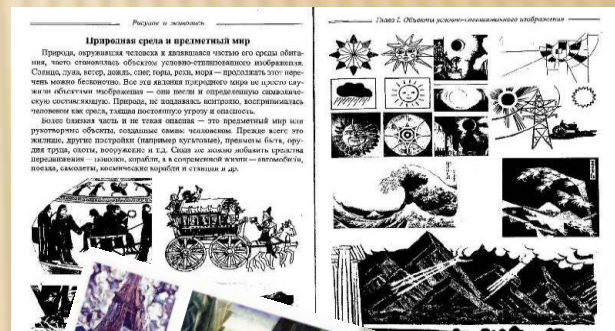 Рисунок и живопись
Глава I. Объекты условно-стилизованного изображения
Природная среда и предметный мир
Природа, окружавшая человека и являвшаяся частью его среды обита-
ния, часто становилась объектом условно-стилизованного изображения.
Солнце, луна, ветер, дождь, снег, горы, реки, моря — продолжать этот пере-
чень можно бесконечно. Все эти явления природного мира не просто слу-
жили объектами изображения — они несли и определенную символиче-
скую составляющую. Природа, не поддаваясь контролю, воспринималась
человеком как среда, таящая постоянную угрозу и опасность.
Более близкая часть и не такая опасная — это предметный мир или
рукотворные объекты, созданные самим человеком. Прежде всего это
жилище, другие постройки (например культовые), предметы быта, ору-
дия труда, охоты, вооружение и т.д. Сюда же можно добавить средства
передвижения — повозки, корабли, а в современной жизни — автомобили,
поезда, самолеты, космические корабли и станции и др.